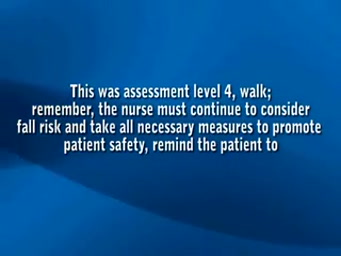 This was assessment level 4, walk;
remember, the nurse must continue to consider
fall risk and take all necessary measures to promote
patient safety, remind the patient to